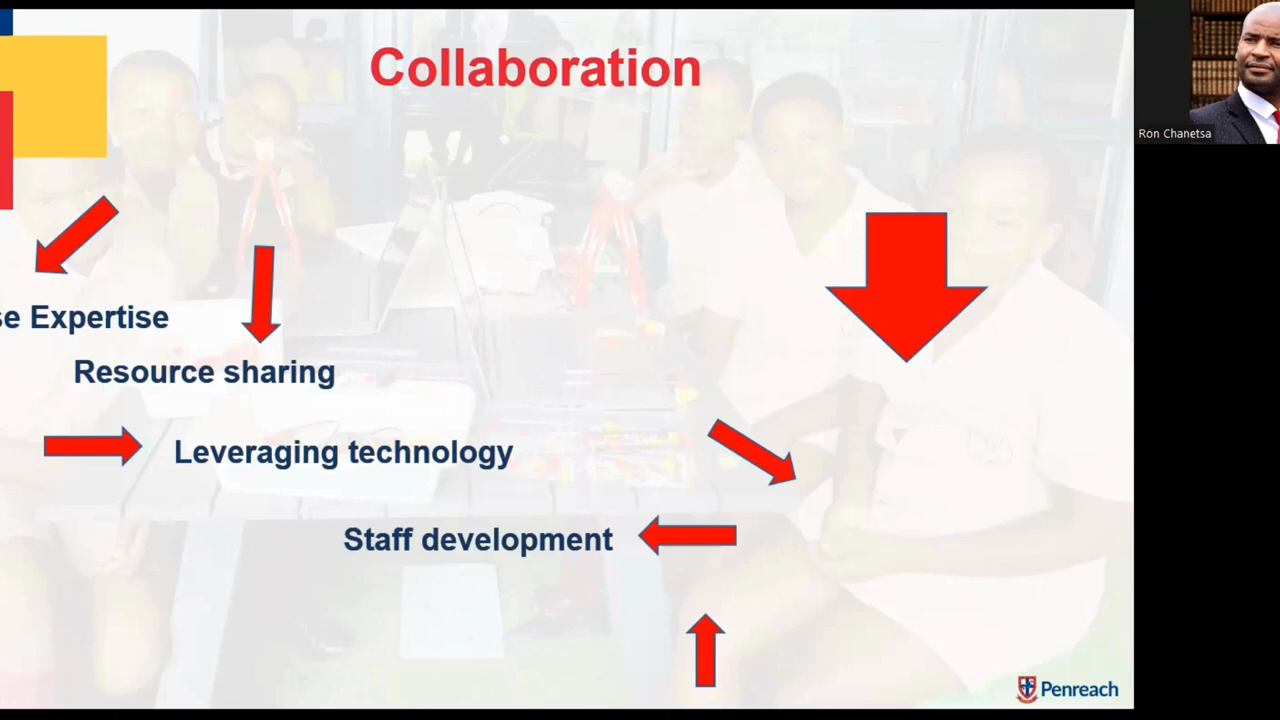 Collaboration
Ron Chanetsa
se Expertise
Resource sharing
Leveraging technology
Staff development
Penreach